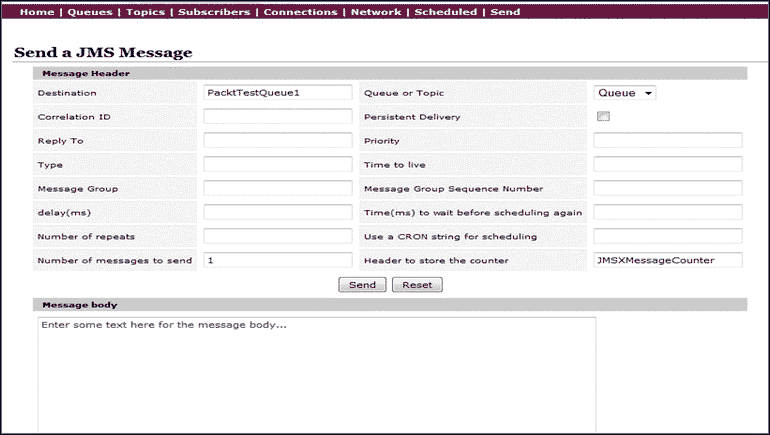 Home | Queues | Topics | Subscribers | Connections | Network | Scheduled | Send
Send a JMS Message
Message Header
Destination PacktTestQueue1 Queue or Topic Queue
Correlation ID Persistent Delivery
Reply To Priority
Type Time to live
Message Group Message Group Sequence Number
delay(ms) Time(ms) to wait before scheduling again
Number of repeats Use a CRON string for scheduling
Number of messages to send 1 Header to store the counter JMSXMessageCounter
Send Reset
Message body
Enter some text here for the message body...